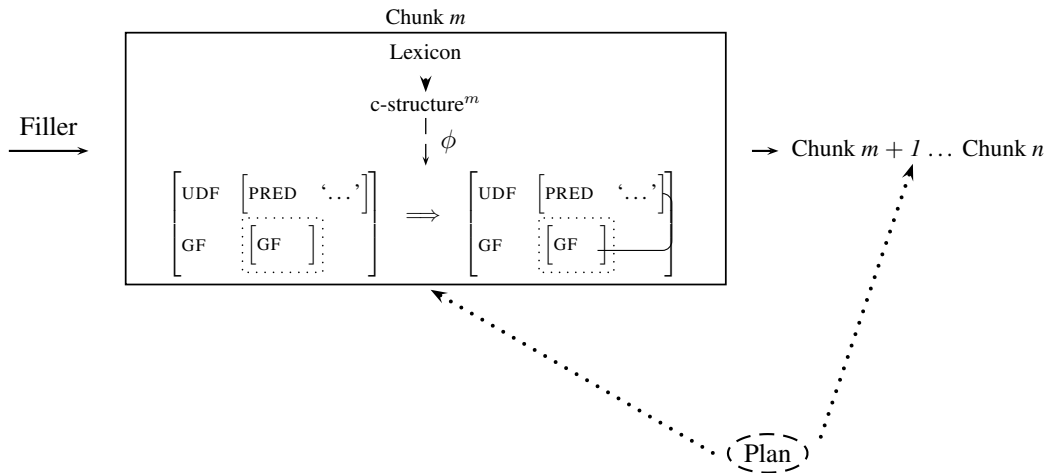 Chunk m
Lexicon
c-structure^m
Filler
ϕ
Chunk m + 1 … Chunk n
UDF [PRED ‘…’] ⟹ UDF [PRED ‘…’]
GF [GF ] GF [GF ]
Plan